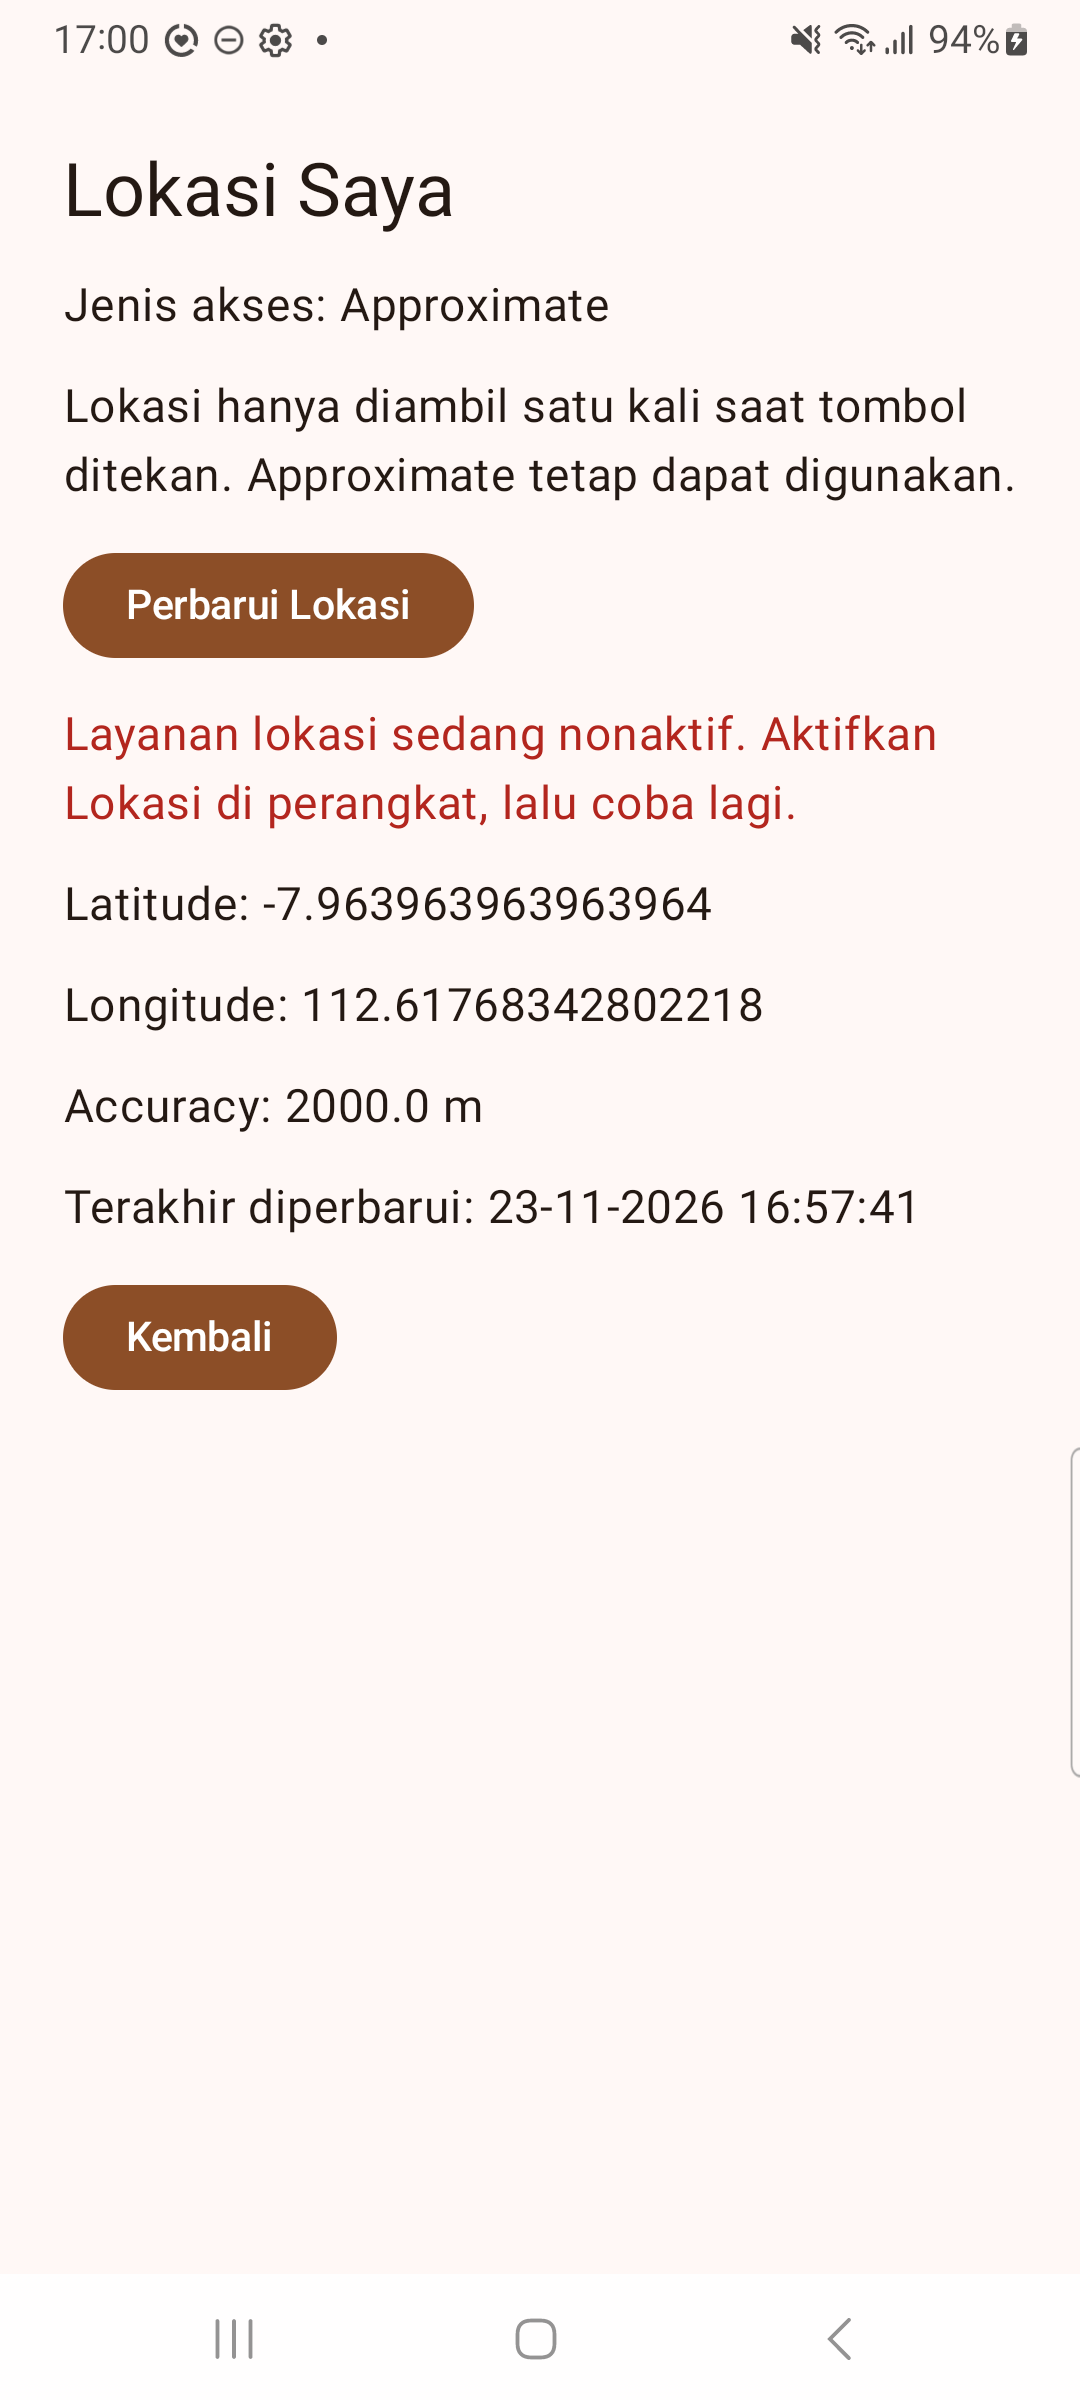 17:00
94%
Lokasi Saya
Jenis akses: Approximate
Lokasi hanya diambil satu kali saat tombol
ditekan. Approximate tetap dapat digunakan.
Perbarui Lokasi
Layanan lokasi sedang nonaktif. Aktifkan
Lokasi di perangkat, lalu coba lagi.
Latitude: -7.963963963963964
Longitude: 112.61768342802218
Accuracy: 2000.0 m
Terakhir diperbarui: 23-11-2026 16:57:41
Kembali